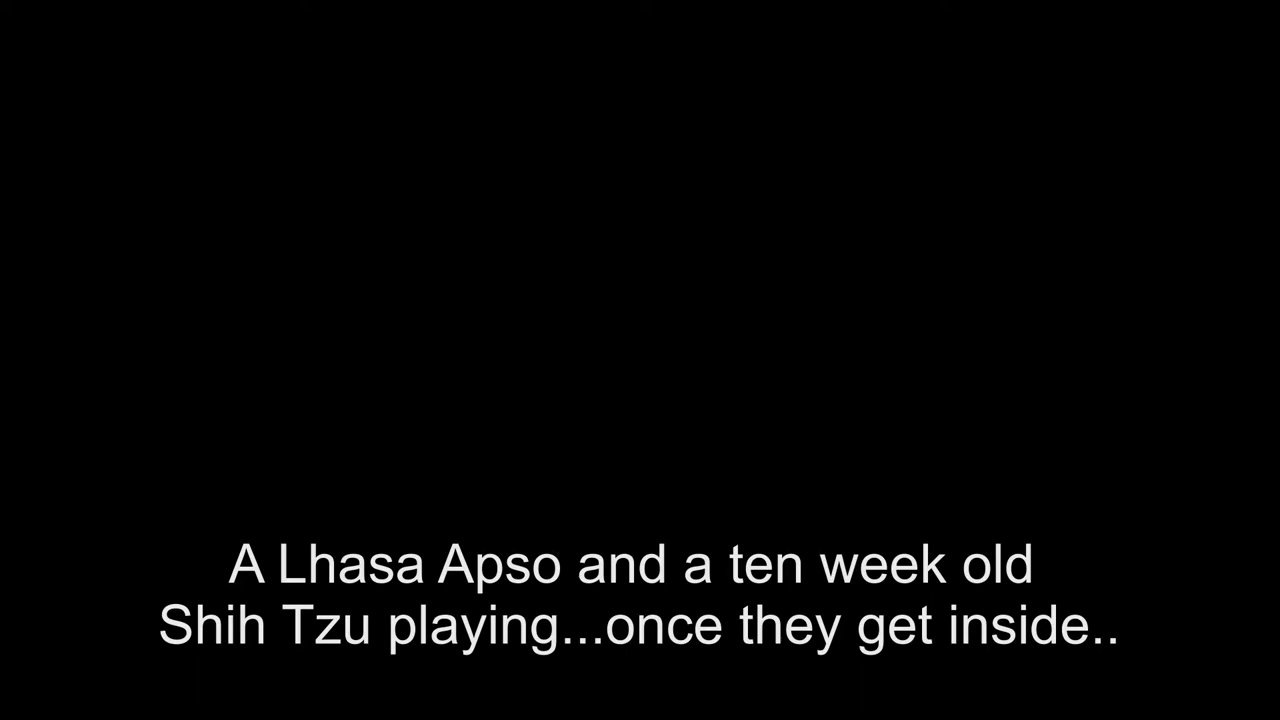 A Lhasa Apso and a ten week old
Shih Tzu playing...once they get inside..